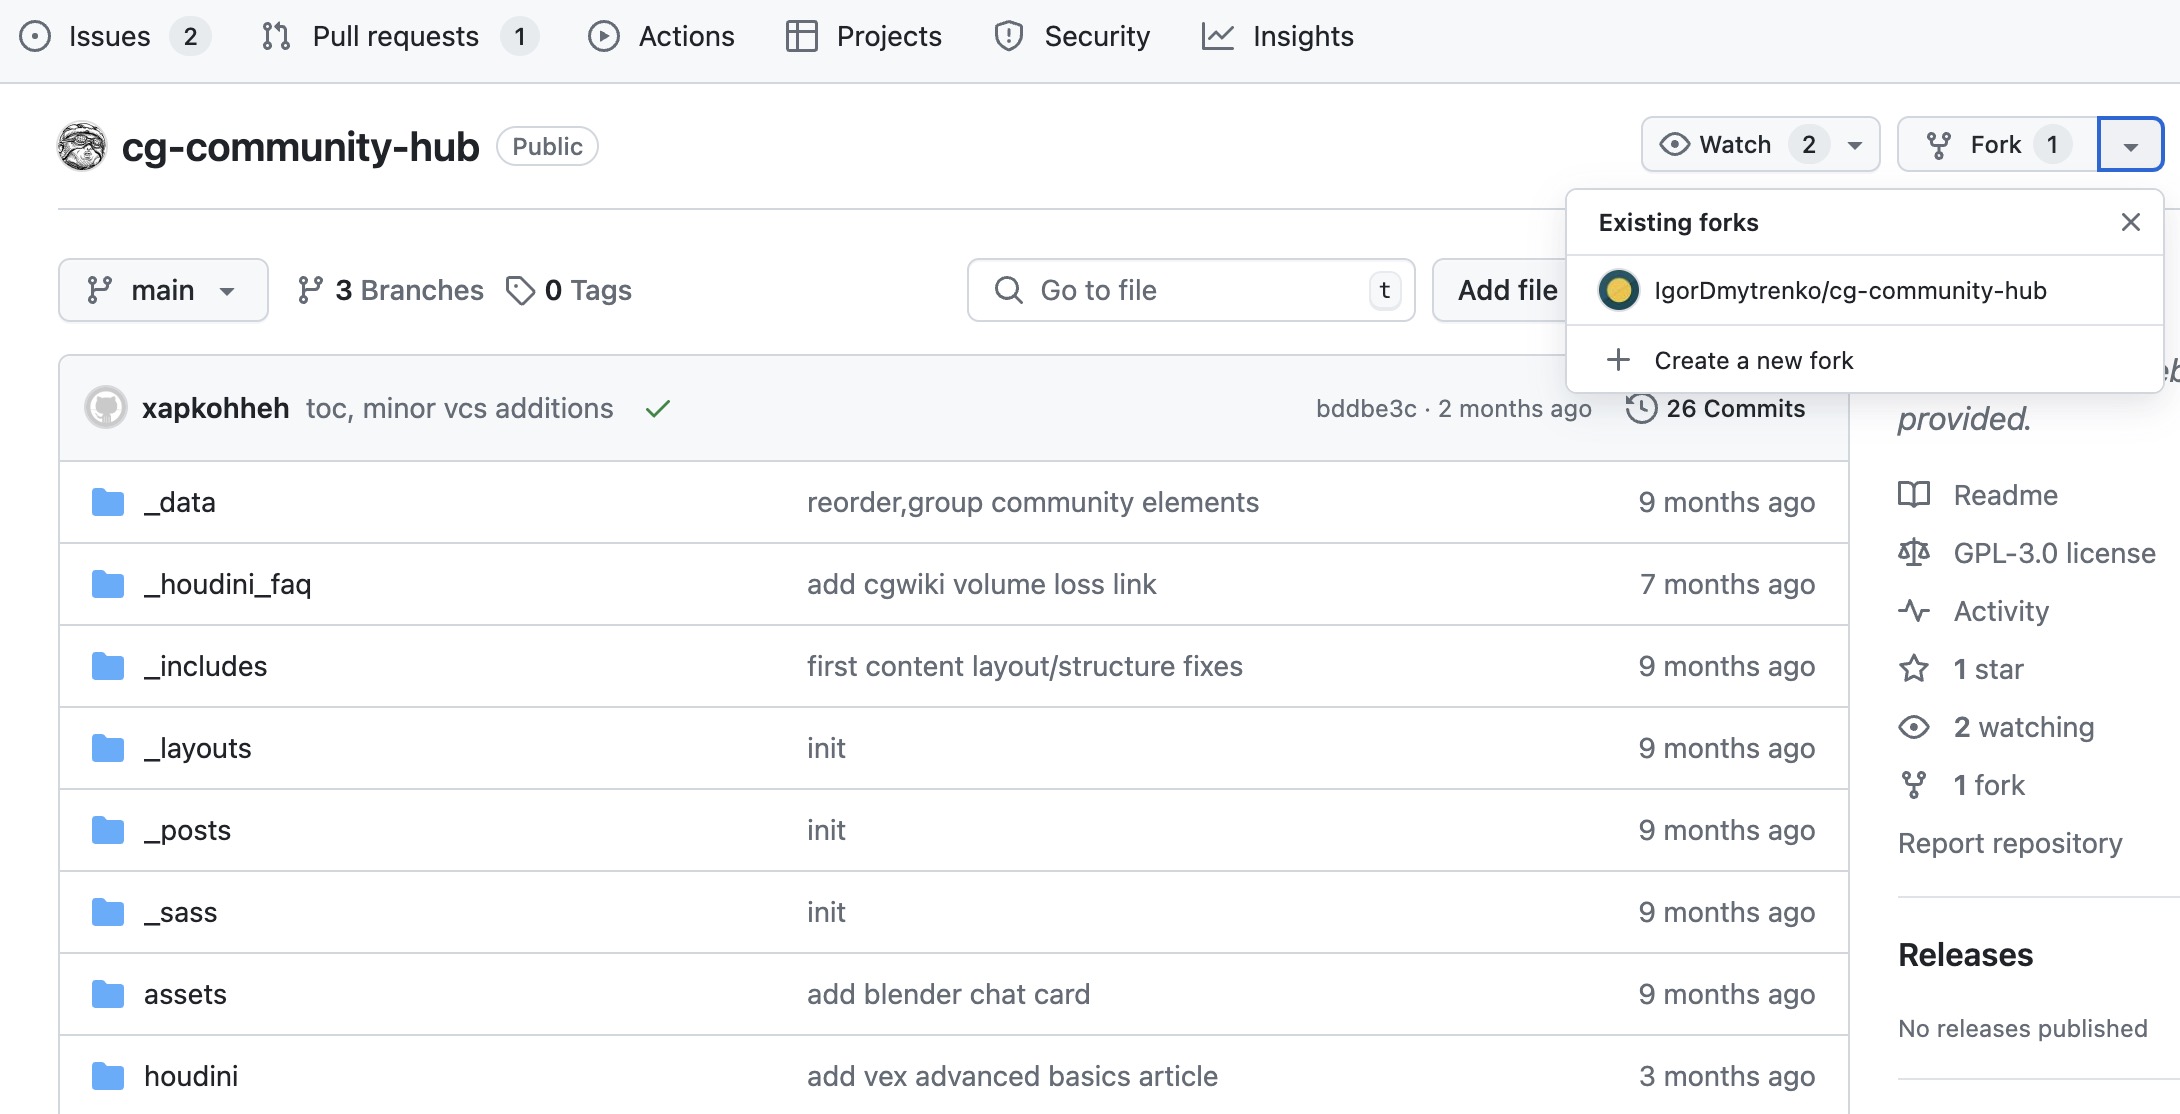 Issues 2 Pull requests 1 Actions Projects Security Insights
cg-community-hub Public Watch 2 Fork 1
Existing forks
IgorDmytrenko/cg-community-hub
Create a new fork
main 3 Branches 0 Tags Go to file t Add file
provided.
xapkohheh toc, minor vcs additions bddbe3c · 2 months ago 26 Commits
_data reorder,group community elements 9 months ago
_houdini_faq add cgwiki volume loss link 7 months ago
_includes first content layout/structure fixes 9 months ago
_layouts init 9 months ago
_posts init 9 months ago
_sass init 9 months ago
assets add blender chat card 9 months ago
houdini add vex advanced basics article 3 months ago
Readme
GPL-3.0 license
Activity
1 star
2 watching
1 fork
Report repository
Releases
No releases published